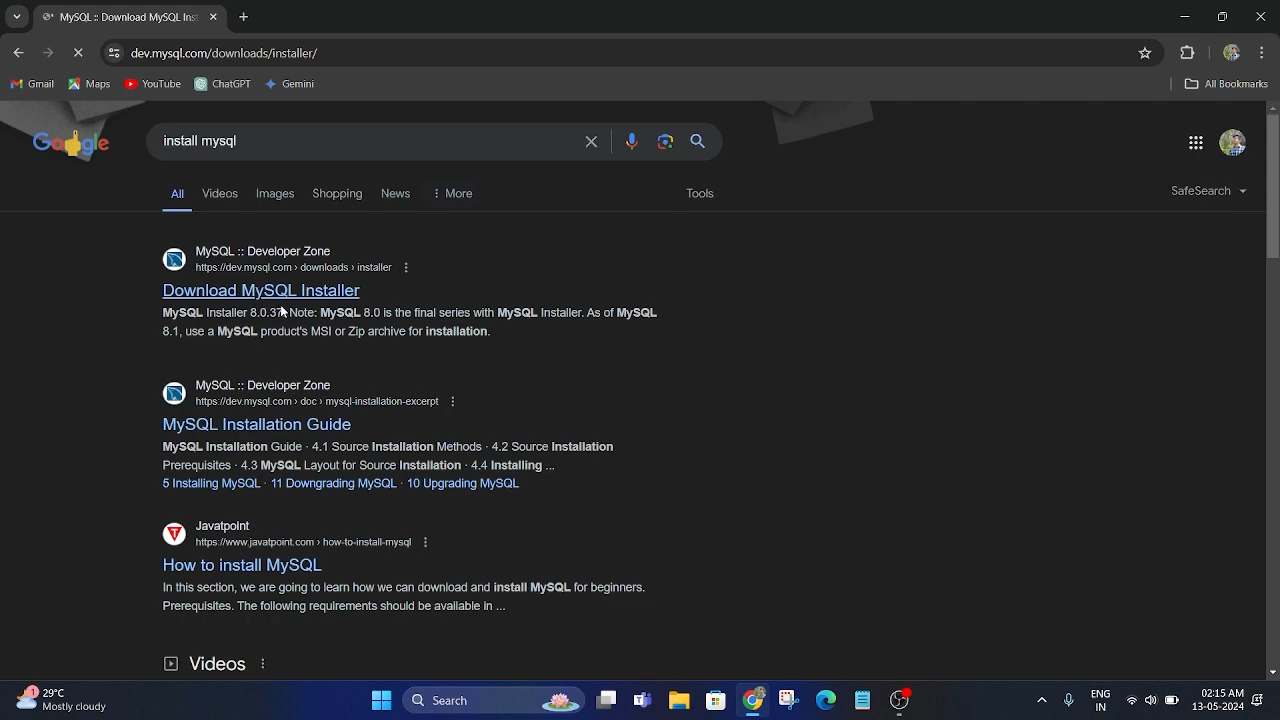 MySQL :: Download MySQL Inst
dev.mysql.com/downloads/installer/
Gmail
Maps
YouTube
ChatGPT
Gemini
All Bookmarks
Google
install mysql
All
Videos
Images
Shopping
News
More
Tools
SafeSearch
MySQL :: Developer Zone
https://dev.mysql.com › downloads › installer
Download MySQL Installer
MySQL Installer 8.0.37 Note: MySQL 8.0 is the final series with MySQL Installer. As of MySQL
8.1, use a MySQL product's MSI or Zip archive for installation.
MySQL :: Developer Zone
https://dev.mysql.com › doc › mysql-installation-excerpt
MySQL Installation Guide
MySQL Installation Guide · 4.1 Source Installation Methods · 4.2 Source Installation
Prerequisites · 4.3 MySQL Layout for Source Installation · 4.4 Installing ...
5 Installing MySQL · 11 Downgrading MySQL · 10 Upgrading MySQL
Javatpoint
https://www.javatpoint.com › how-to-install-mysql
How to install MySQL
In this section, we are going to learn how we can download and install MySQL for beginners.
Prerequisites. The following requirements should be available in ...
Videos
1
29°C
Mostly cloudy
Search
ENG
IN
02:15 AM
13-05-2024